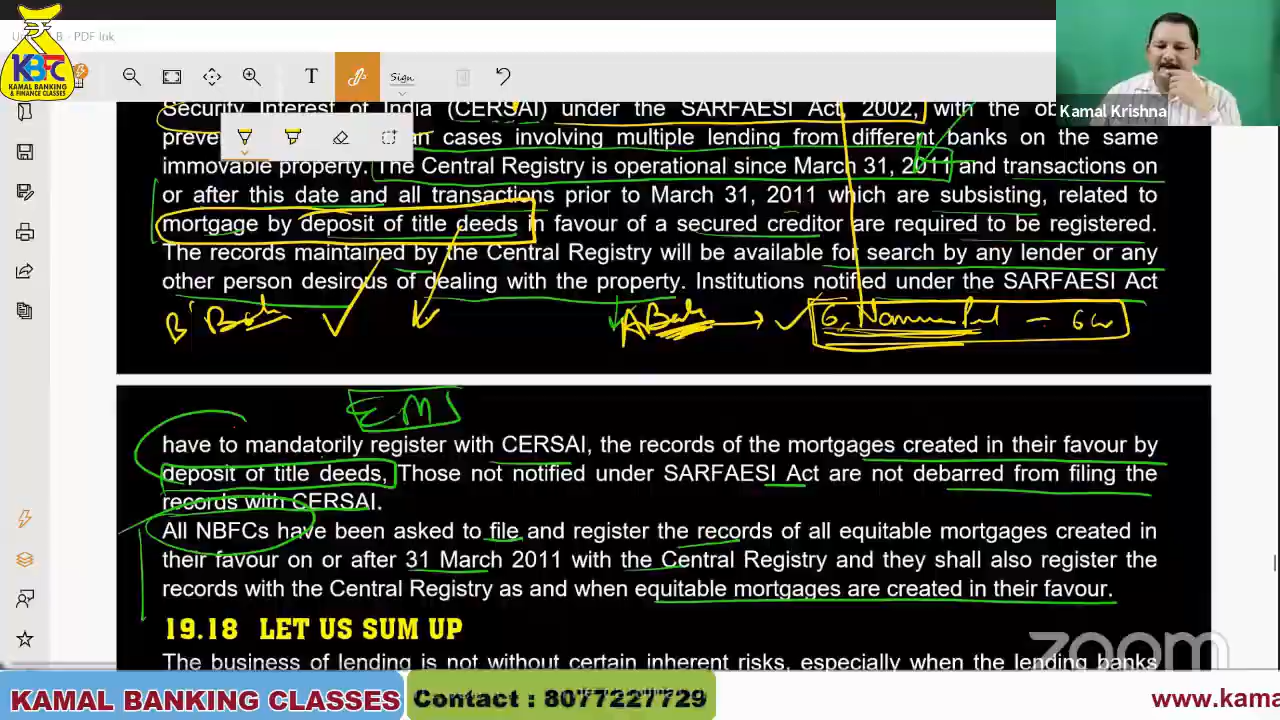 B - PDF Ink
KBFC
KAMAL BANKING
& FINANCE CLASSES
T
Sign
Kamal Krishna
Security Interest of India (CERSAI) under the SARFAESI Act, 2002, with the ob
preve cases involving multiple lending from different banks on the same
immovable property. The Central Registry is operational since March 31, 2011 and transactions on
or after this date and all transactions prior to March 31, 2011 which are subsisting, related to
mortgage by deposit of title deeds in favour of a secured creditor are required to be registered.
The records maintained by the Central Registry will be available for search by any lender or any
other person desirous of dealing with the property. Institutions notified under the SARFAESI Act
B Bank
A Bank
EM
have to mandatorily register with CERSAI, the records of the mortgages created in their favour by
deposit of title deeds, Those not notified under SARFAESI Act are not debarred from filing the
records with CERSAI.
All NBFCs have been asked to file and register the records of all equitable mortgages created in
their favour on or after 31 March 2011 with the Central Registry and they shall also register the
records with the Central Registry as and when equitable mortgages are created in their favour.
19.18 LET US SUM UP
The business of lending is not without certain inherent risks, especially when the lending banks
zoom
KAMAL BANKING CLASSES
Contact : 8077227729
www.kama